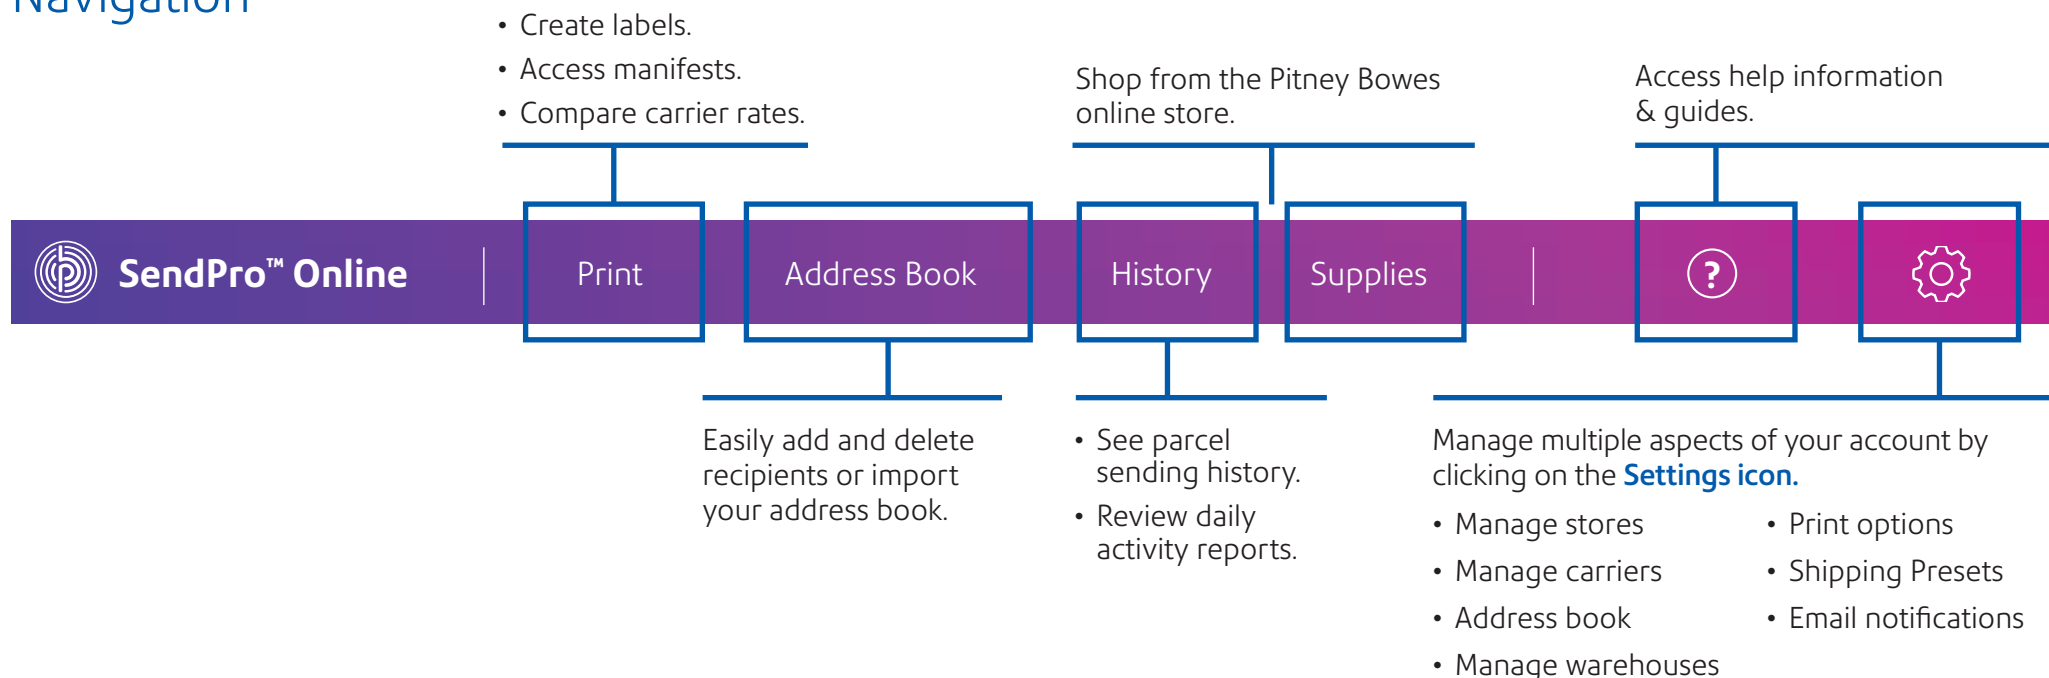 Navigation
• Create labels.
• Access manifests.
• Compare carrier rates.
Shop from the Pitney Bowes
online store.
Access help information
& guides.
SendPro™ Online
Print
Address Book
History
Supplies
?
Easily add and delete
recipients or import
your address book.
• See parcel
sending history.
• Review daily
activity reports.
Manage multiple aspects of your account by
clicking on the Settings icon.
• Manage stores
• Manage carriers
• Address book
• Manage warehouses
• Print options
• Shipping Presets
• Email notifications